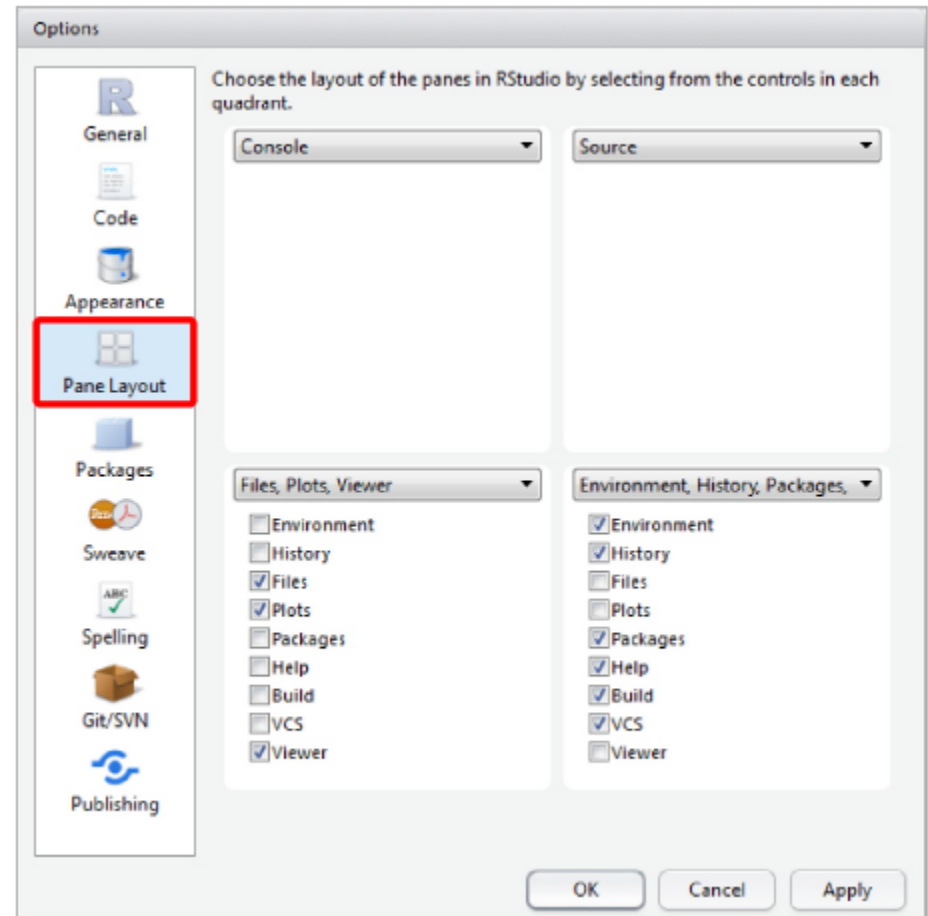 Options
Choose the layout of the panes in RStudio by selecting from the controls in each
quadrant.
R
General
Code
Appearance
Pane Layout
Packages
Sweave
ABC
Spelling
Git/SVN
Publishing
Console
Source
Files, Plots, Viewer
Environment
History
Files
Plots
Packages
Help
Build
VCS
Viewer
Environment, History, Packages,
Environment
History
Files
Plots
Packages
Help
Build
VCS
Viewer
OK
Cancel
Apply